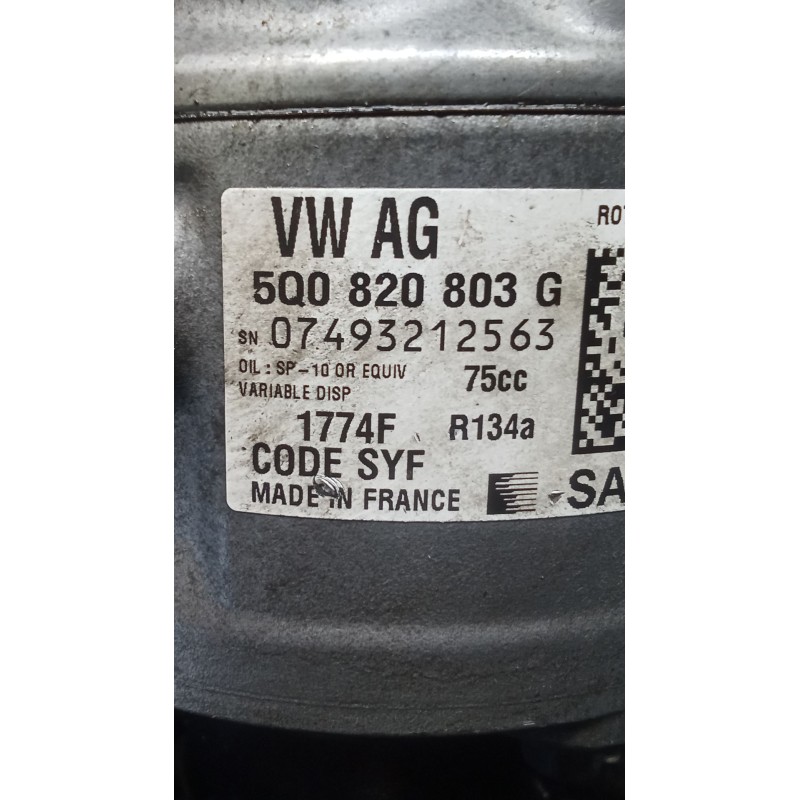 VW AG
ROT
5Q0 820 803 G
SN 07493212563
OIL : SP-10 OR EQUIV 75cc
VARIABLE DISP
1774F R134a
CODE SYF
MADE IN FRANCE SA